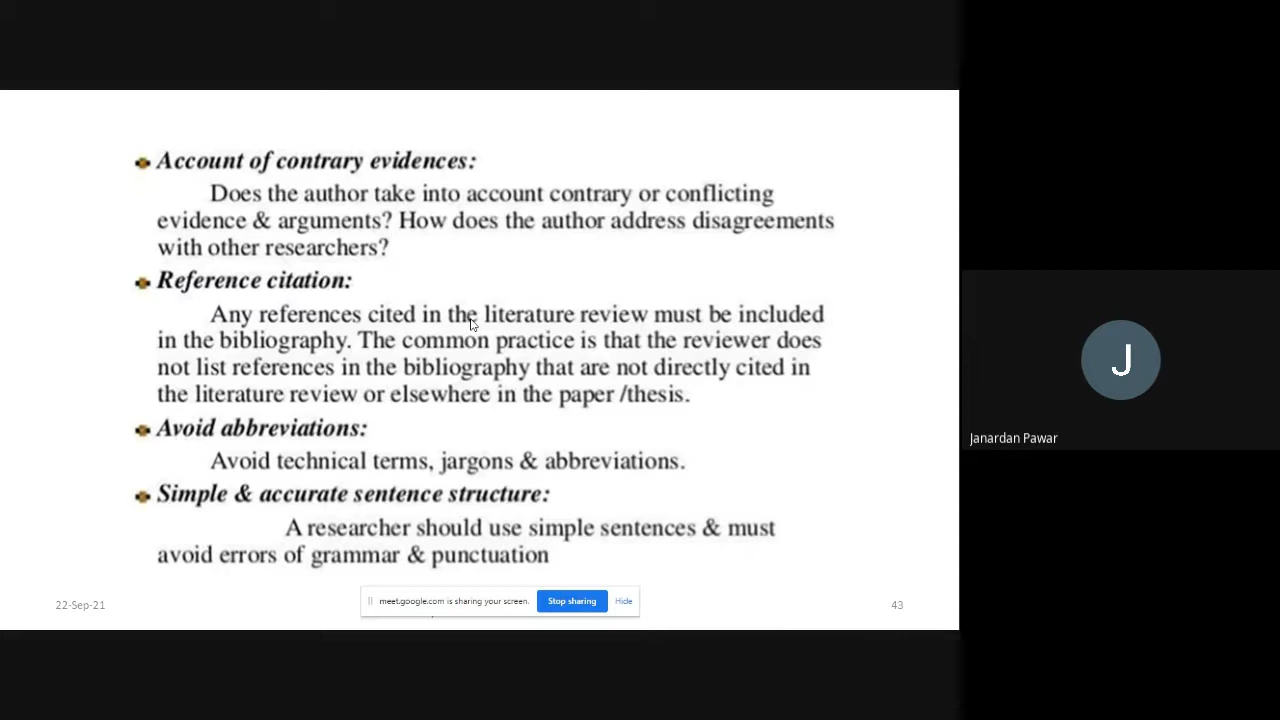 Account of contrary evidences:
Does the author take into account contrary or conflicting
evidence & arguments? How does the author address disagreements
with other researchers?
Reference citation:
Any references cited in the literature review must be included
in the bibliography. The common practice is that the reviewer does
not list references in the bibliography that are not directly cited in
the literature review or elsewhere in the paper /thesis.
Avoid abbreviations:
Avoid technical terms, jargons & abbreviations.
Simple & accurate sentence structure:
A researcher should use simple sentences & must
avoid errors of grammar & punctuation
22-Sep-21
meet.google.com is sharing your screen.
Stop sharing
Hide
43
J
Janardan Pawar